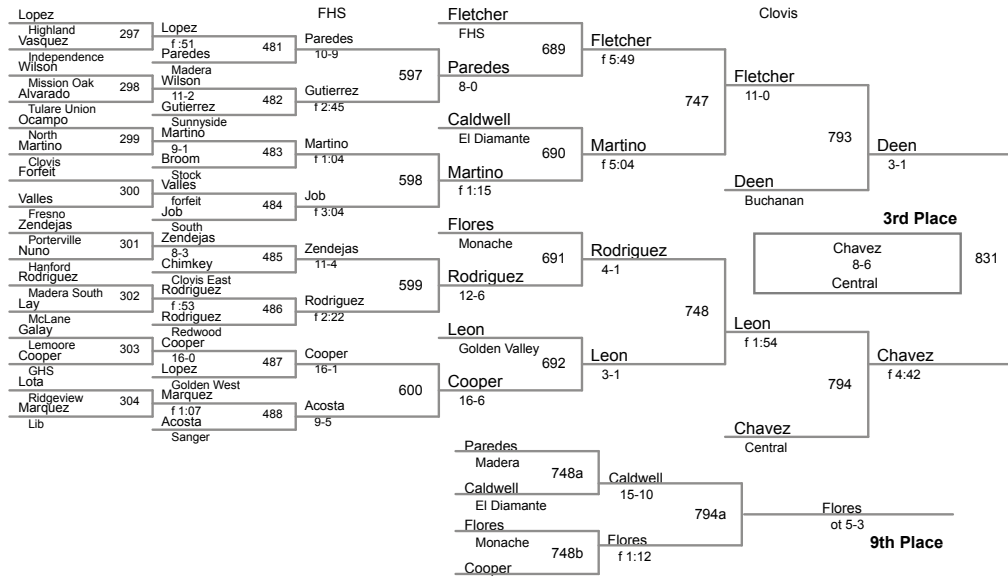 Lopez
Highland
297
Vasquez
Independence
Wilson
Mission Oak
298
Alvarado
Tulare Union
Ocampo
North
299
Martino
Clovis
Forfeit
300
Valles
Fresno
Zendejas
Porterville
301
Nuno
Hanford
Rodriguez
Madera South
302
Lay
McLane
Galay
Lemoore
303
Cooper
GHS
Lota
Ridgeview
304
Marquez
Lib
Lopez
f :51
481
Paredes
Madera
Wilson
11-2
482
Gutierrez
Sunnyside
Martino
9-1
483
Broom
Stock
Valles
forfeit
484
Job
South
Zendejas
8-3
485
Chimkey
Clovis East
Rodriguez
f :53
486
Rodriguez
Redwood
Cooper
16-0
487
Lopez
Golden West
Marquez
f 1:07
488
Acosta
Sanger
FHS
Paredes
10-9
597
Gutierrez
f 2:45
Martino
f 1:04
598
Job
f 3:04
Zendejas
11-4
599
Rodriguez
f 2:22
Cooper
16-1
600
Acosta
9-5
Fletcher
FHS
689
Paredes
8-0
Caldwell
El Diamante
690
Martino
f 1:15
Flores
Monache
691
Rodriguez
12-6
Leon
Golden Valley
692
Cooper
16-6
Fletcher
f 5:49
747
Martino
f 5:04
Rodriguez
4-1
748
Leon
3-1
Clovis
Fletcher
11-0
793
Deen
Buchanan
Deen
3-1
3rd Place
Chavez
8-6
831
Central
Leon
f 1:54
794
Chavez
Central
Chavez
f 4:42
Paredes
Madera
748a
Caldwell
El Diamante
Flores
Monache
748b
Cooper
Caldwell
15-10
794a
Flores
f 1:12
Flores
ot 5-3
9th Place